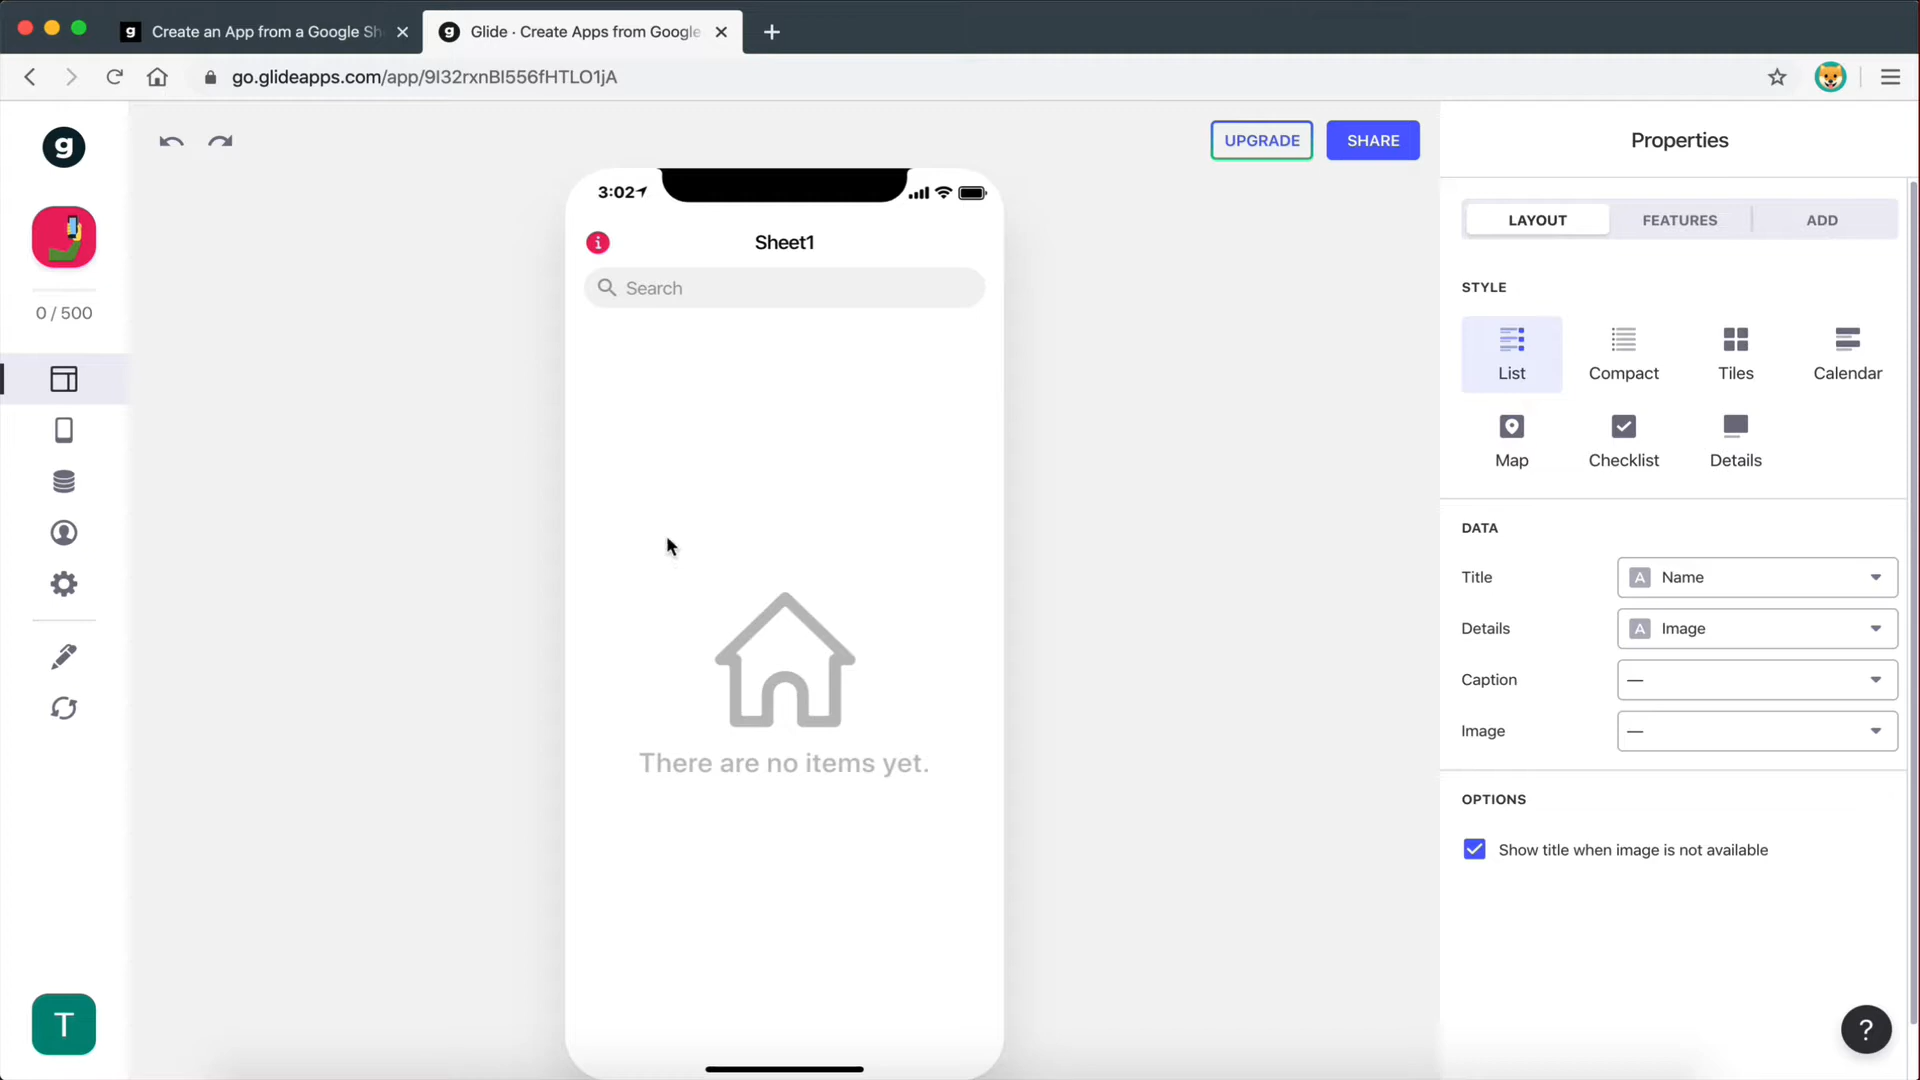 Create an App from a Google Sh
Glide · Create Apps from Google
go.glideapps.com/app/9I32rxnBI556fHTLO1jA
g
UPGRADE
SHARE
Properties
3:02
LAYOUT
FEATURES
ADD
Sheet1
Search
0 / 500
STYLE
List
Compact
Tiles
Calendar
Map
Checklist
Details
DATA
Title
A Name
Details
A Image
Caption
—
Image
—
There are no items yet.
OPTIONS
Show title when image is not available
T
?